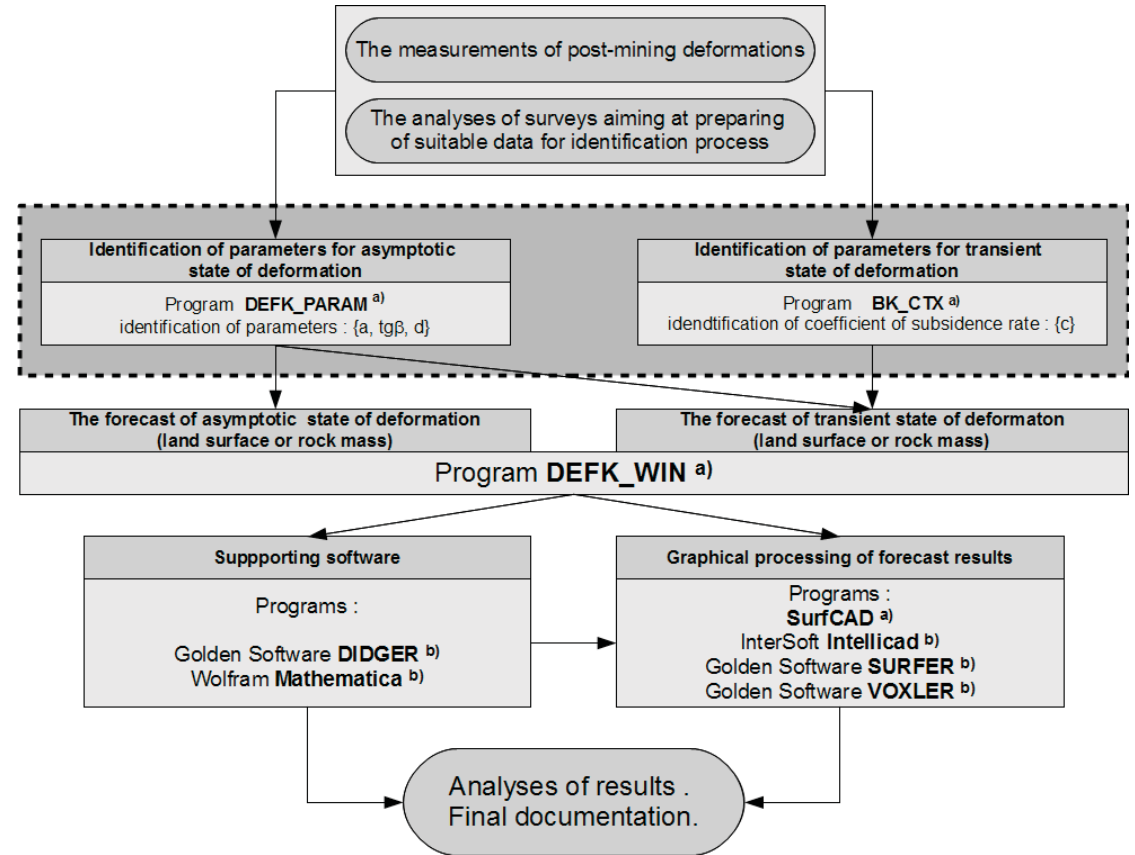 The measurements of post-mining deformations
The analyses of surveys aiming at preparing
of suitable data for identification process
Identification of parameters for asymptotic
state of deformation
Program DEFK_PARAM a)
identification of parameters : {a, tgβ, d}
Identification of parameters for transient
state of deformation
Program BK_CTX a)
idendtification of coefficient of subsidence rate : {c}
The forecast of asymptotic state of deformation
(land surface or rock mass)
The forecast of transient state of deformaton
(land surface or rock mass)
Program DEFK_WIN a)
Suppporting software
Programs :
Golden Software DIDGER b)
Wolfram Mathematica b)
Graphical processing of forecast results
Programs :
SurfCAD a)
InterSoft Intellicad b)
Golden Software SURFER b)
Golden Software VOXLER b)
Analyses of results .
Final documentation.